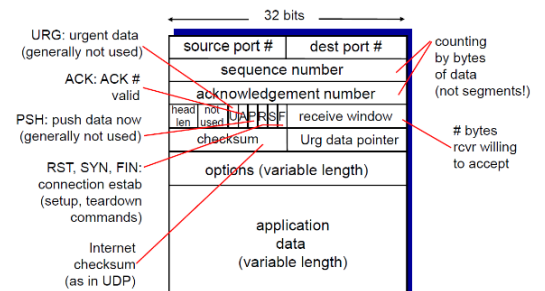 32 bits
URG: urgent data
(generally not used)
ACK: ACK #
valid
PSH: push data now
(generally not used)
RST, SYN, FIN:
connection estab
(setup, teardown
commands)
Internet
checksum
(as in UDP)
source port #
dest port #
sequence number
acknowledgement number
head
len
not
used
U A P R S F
receive window
checksum
Urg data pointer
options (variable length)
application
data
(variable length)
counting
by bytes
of data
(not segments!)
# bytes
rcvr willing
to accept